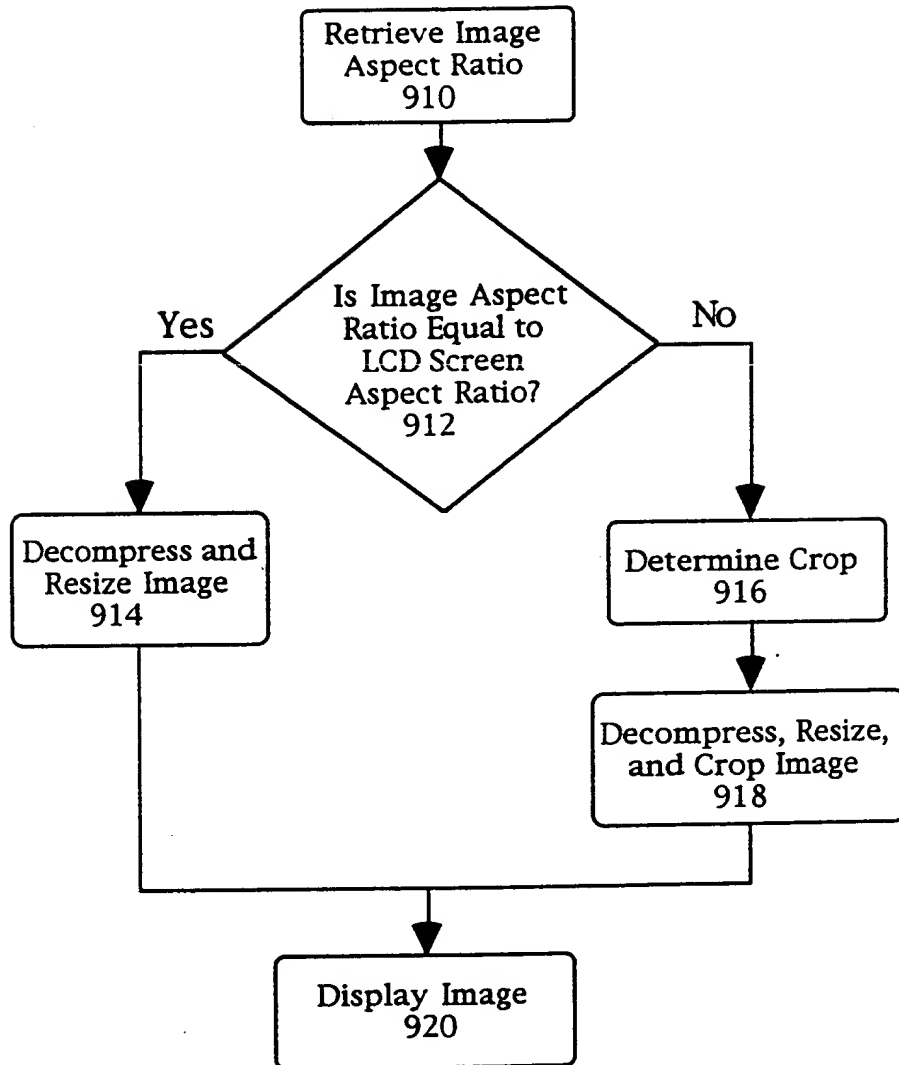 Retrieve Image
Aspect Ratio
910
Is Image Aspect
Ratio Equal to
LCD Screen
Aspect Ratio?
912
Yes
No
Decompress and
Resize Image
914
Determine Crop
916
Decompress, Resize,
and Crop Image
918
Display Image
920